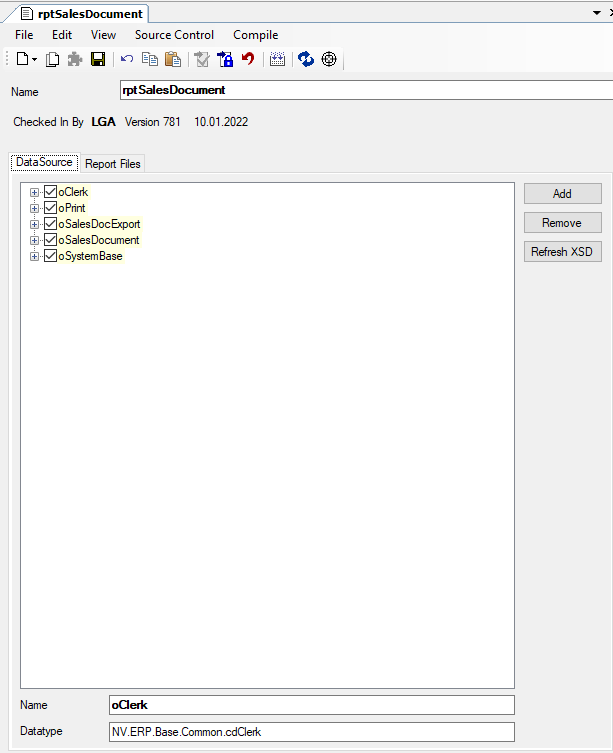 rptSalesDocument
File Edit View Source Control Compile
Name rptSalesDocument
Checked In By LGA Version 781 10.01.2022
DataSource Report Files
oClerk
oPrint
oSalesDocExport
oSalesDocument
oSystemBase
Add
Remove
Refresh XSD
Name oClerk
Datatype NV.ERP.Base.Common.cdClerk